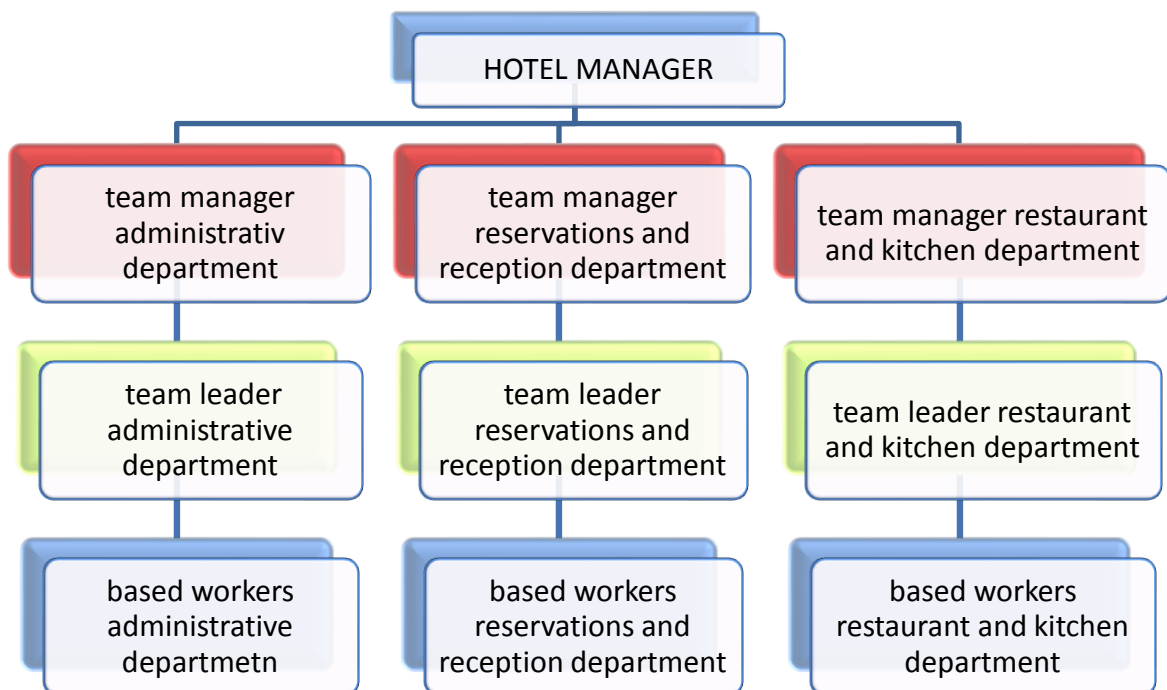 HOTEL MANAGER
team manager
administrativ
department
team manager
reservations and
reception department
team manager restaurant
and kitchen department
team leader
administrative
department
team leader
reservations and
reception department
team leader restaurant
and kitchen department
based workers
administrative
departmetn
based workers
reservations and
reception department
based workers
restaurant and kitchen
department